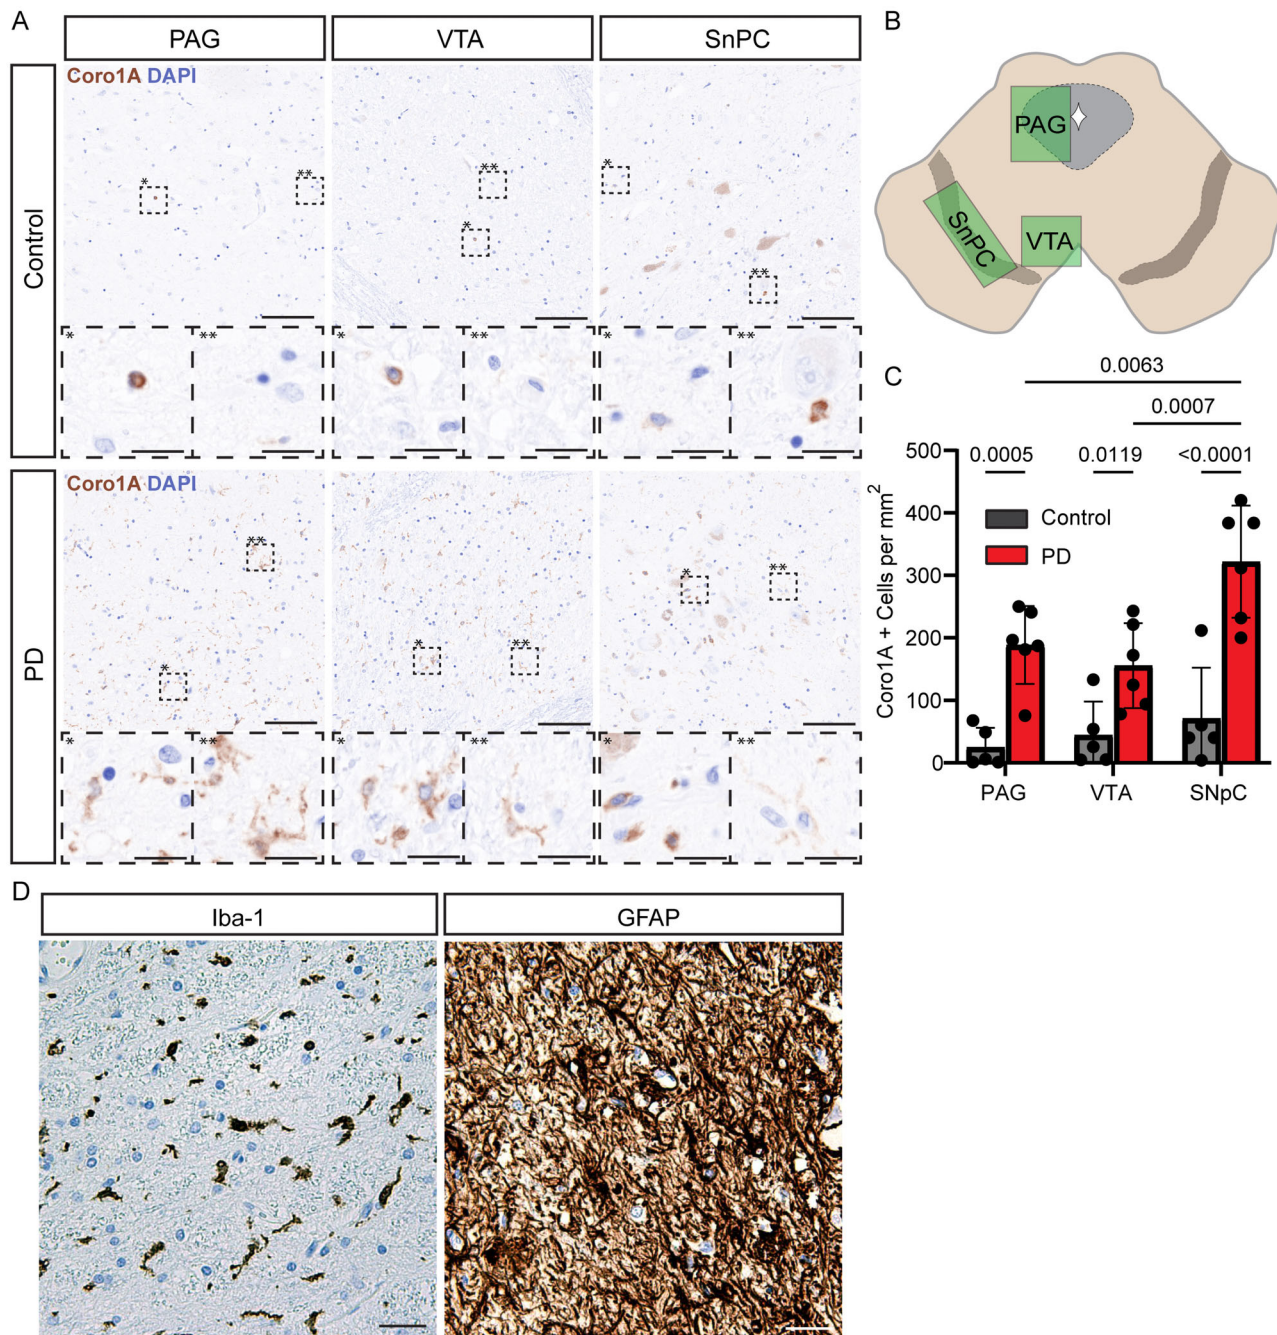 A
PAG
VTA
SnPC
Control
Coro1A DAPI
*
**
**
*
*
**
*
**
*
**
*
**
PD
Coro1A DAPI
**
*
*
**
*
**
*
**
*
**
*
**
B
PAG
SnPC
VTA
C
0.0063
0.0007
0.0005
0.0119
<0.0001
Coro1A + Cells per mm²
500
400
300
200
100
0
Control
PD
PAG
VTA
SNpC
D
Iba-1
GFAP